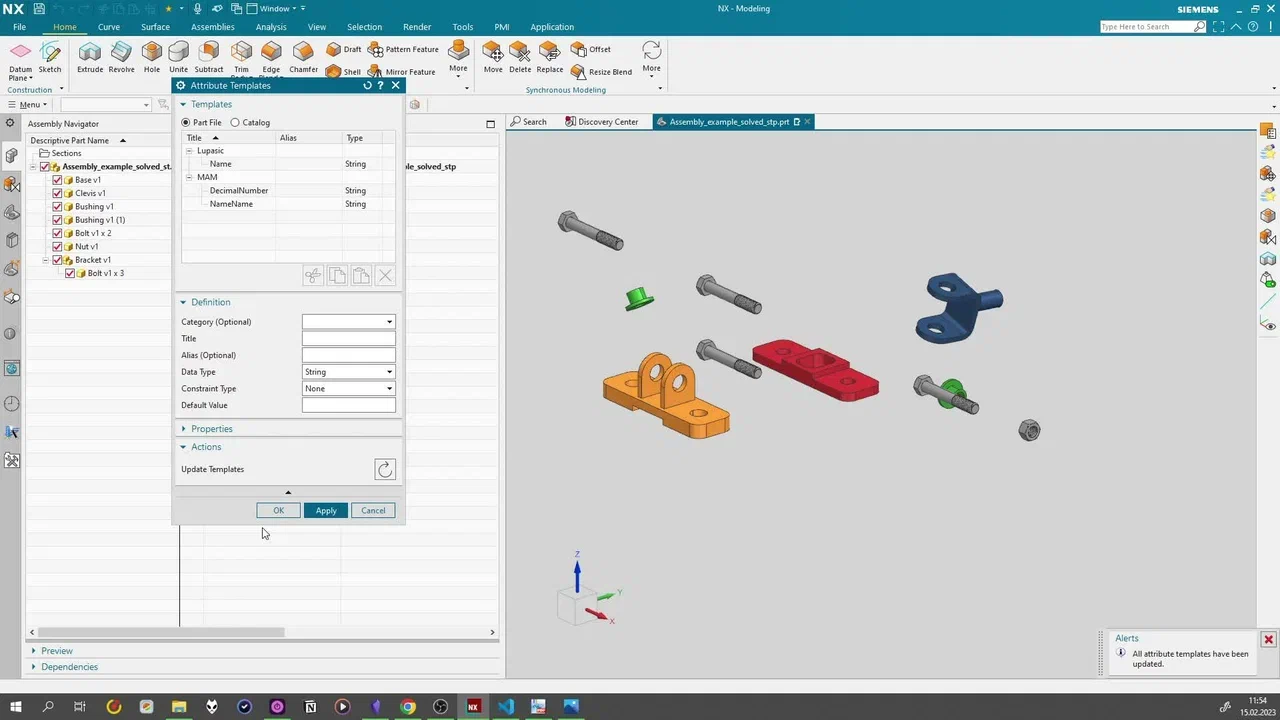 NX
Window
NX - Modeling
SIEMENS
File
Home
Curve
Surface
Assemblies
Analysis
View
Selection
Render
Tools
PMI
Application
Type Here to Search
Datum Plane
Sketch
Extrude
Revolve
Hole
Unite
Subtract
Trim
Edge
Chamfer
Draft
Shell
Pattern Feature
Mirror Feature
More
Move
Delete
Replace
Offset
Resize Blend
More
Construction
Synchronous Modeling
Menu
Assembly Navigator
Descriptive Part Name
Sections
Assembly_example_solved_st
Base v1
Clevis v1
Bushing v1
Bushing v1 (1)
Bolt v1 x 2
Nut v1
Bracket v1
Bolt v1 x 3
Preview
Dependencies
Attribute Templates
Templates
Part File
Catalog
Title Alias Type
Lupasic
Name String
MAM
DecimalNumber String
NameName String
Definition
Category (Optional)
Title
Alias (Optional)
Data Type String
Constraint Type None
Default Value
Properties
Actions
Update Templates
OK
Apply
Cancel
le_solved_stp
Search
Discovery Center
Assembly_example_solved_stp.prt
Z
Y
X
Alerts
All attribute templates have been
updated.
NX
11:54
15.02.2023